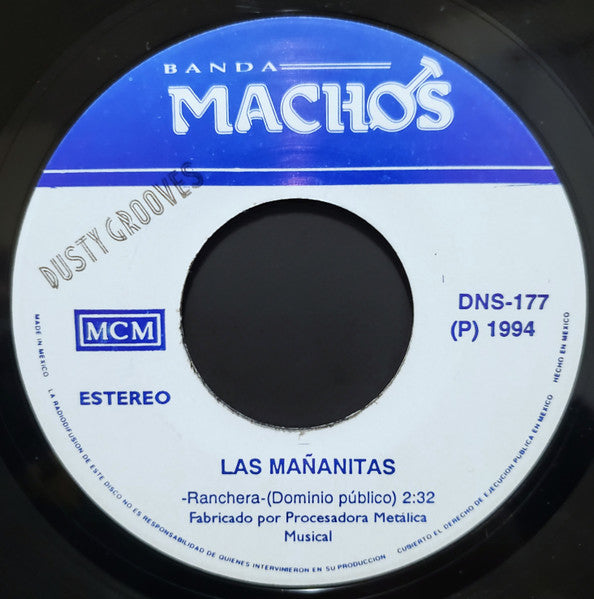 BANDA
MACHOS
DUSTY GROOVES
MCM
DNS-177
(P) 1994
ESTEREO
LAS MAÑANITAS
-Ranchera-(Dominio público) 2:32
Fabricado por Procesadora Metálica
Musical
MADE IN MEXICO
LA RADIODIFUSION DE ESTE DISCO NO ES RESPONSABILIDAD DE QUIENES INTERVINIERON EN SU PRODUCCION
CUBIERTO EL DERECHO DE EJECUCION PUBLICA EN MEXICO
HECHO EN MEXICO